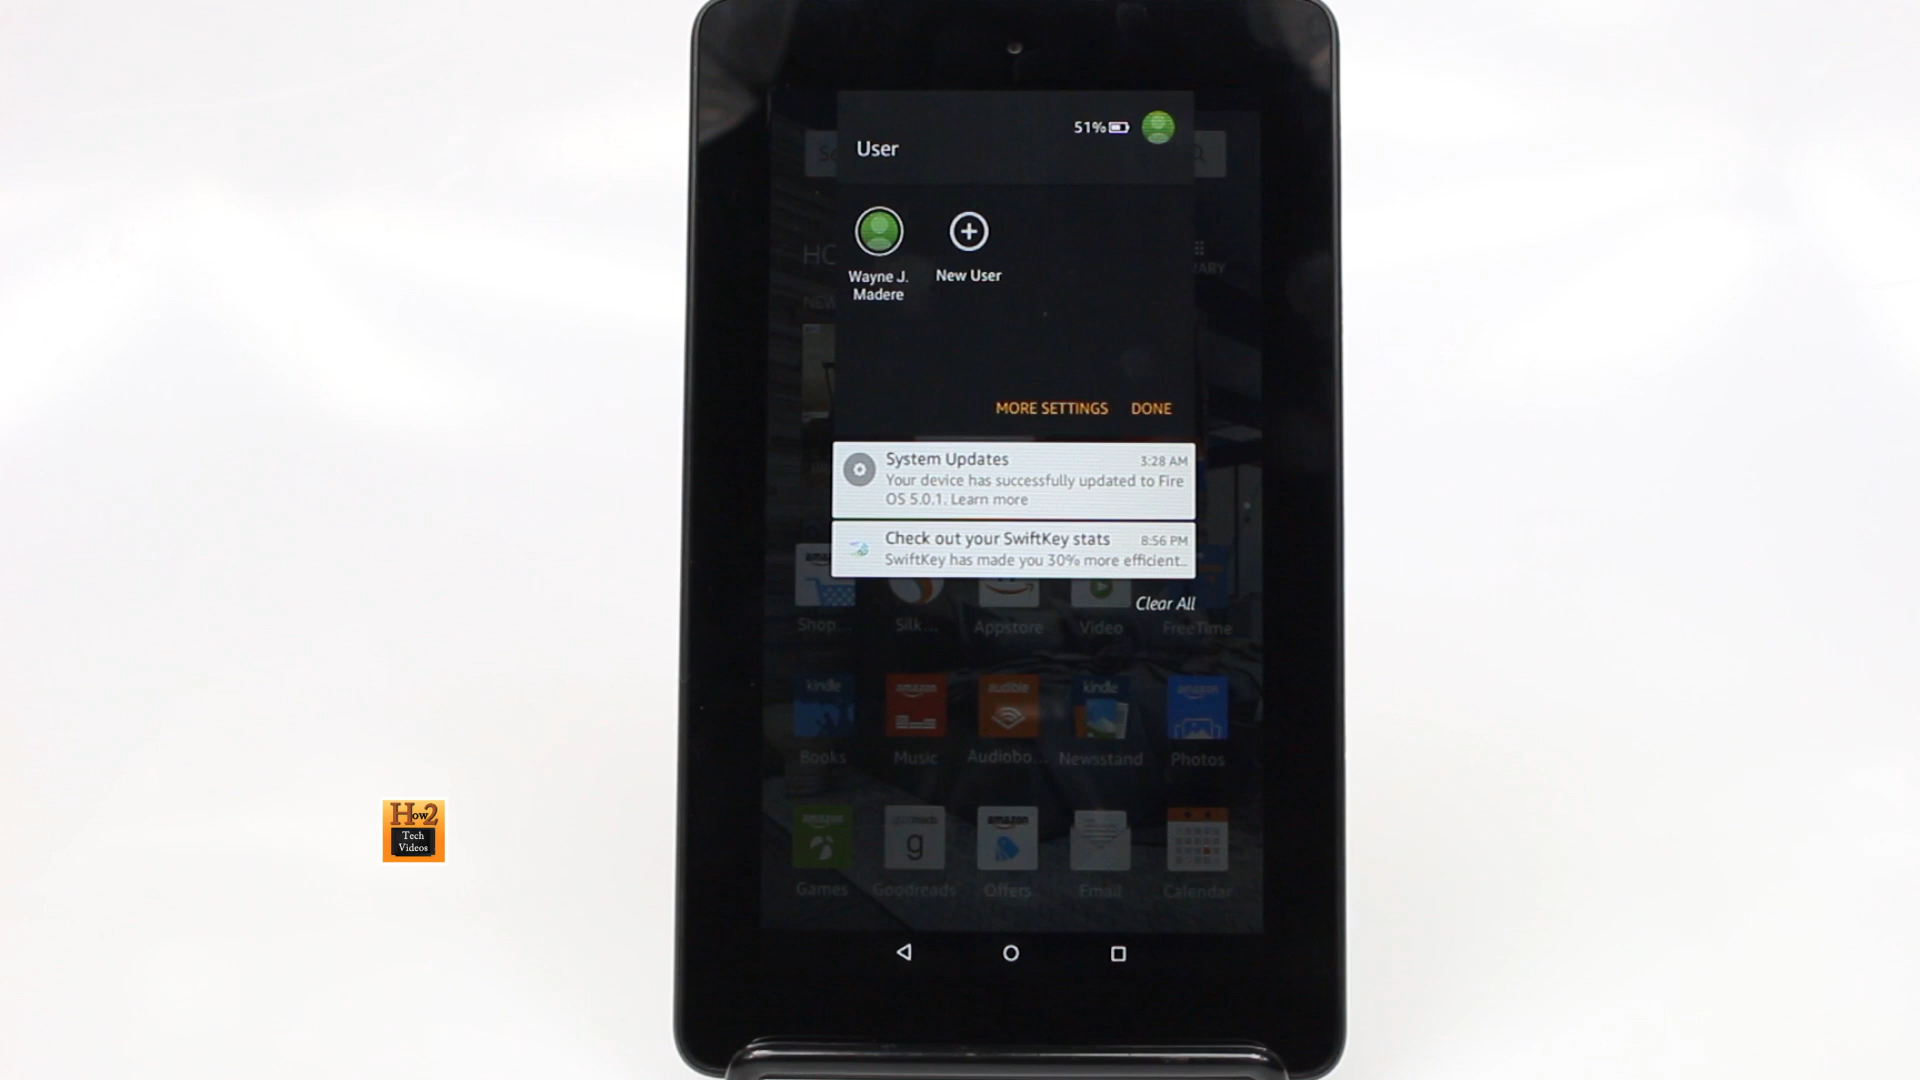 51%
User
Wayne J.
Madere
New User
MORE SETTINGS
DONE
System Updates
3:28 AM
Your device has successfully updated to Fire
OS 5.0.1. Learn more
Check out your SwiftKey stats
8:56 PM
SwiftKey has made you 30% more efficient...
Clear All
Shop...
Silk...
Appstore
Video
FreeTime
kindle
amazon
audible
kindle
amazon
Books
Music
Audiobo...
Newsstand
Photos
amazon
g
amazon
Games
Goodreads
Offers
Email
Calendar
How2
Tech
Videos